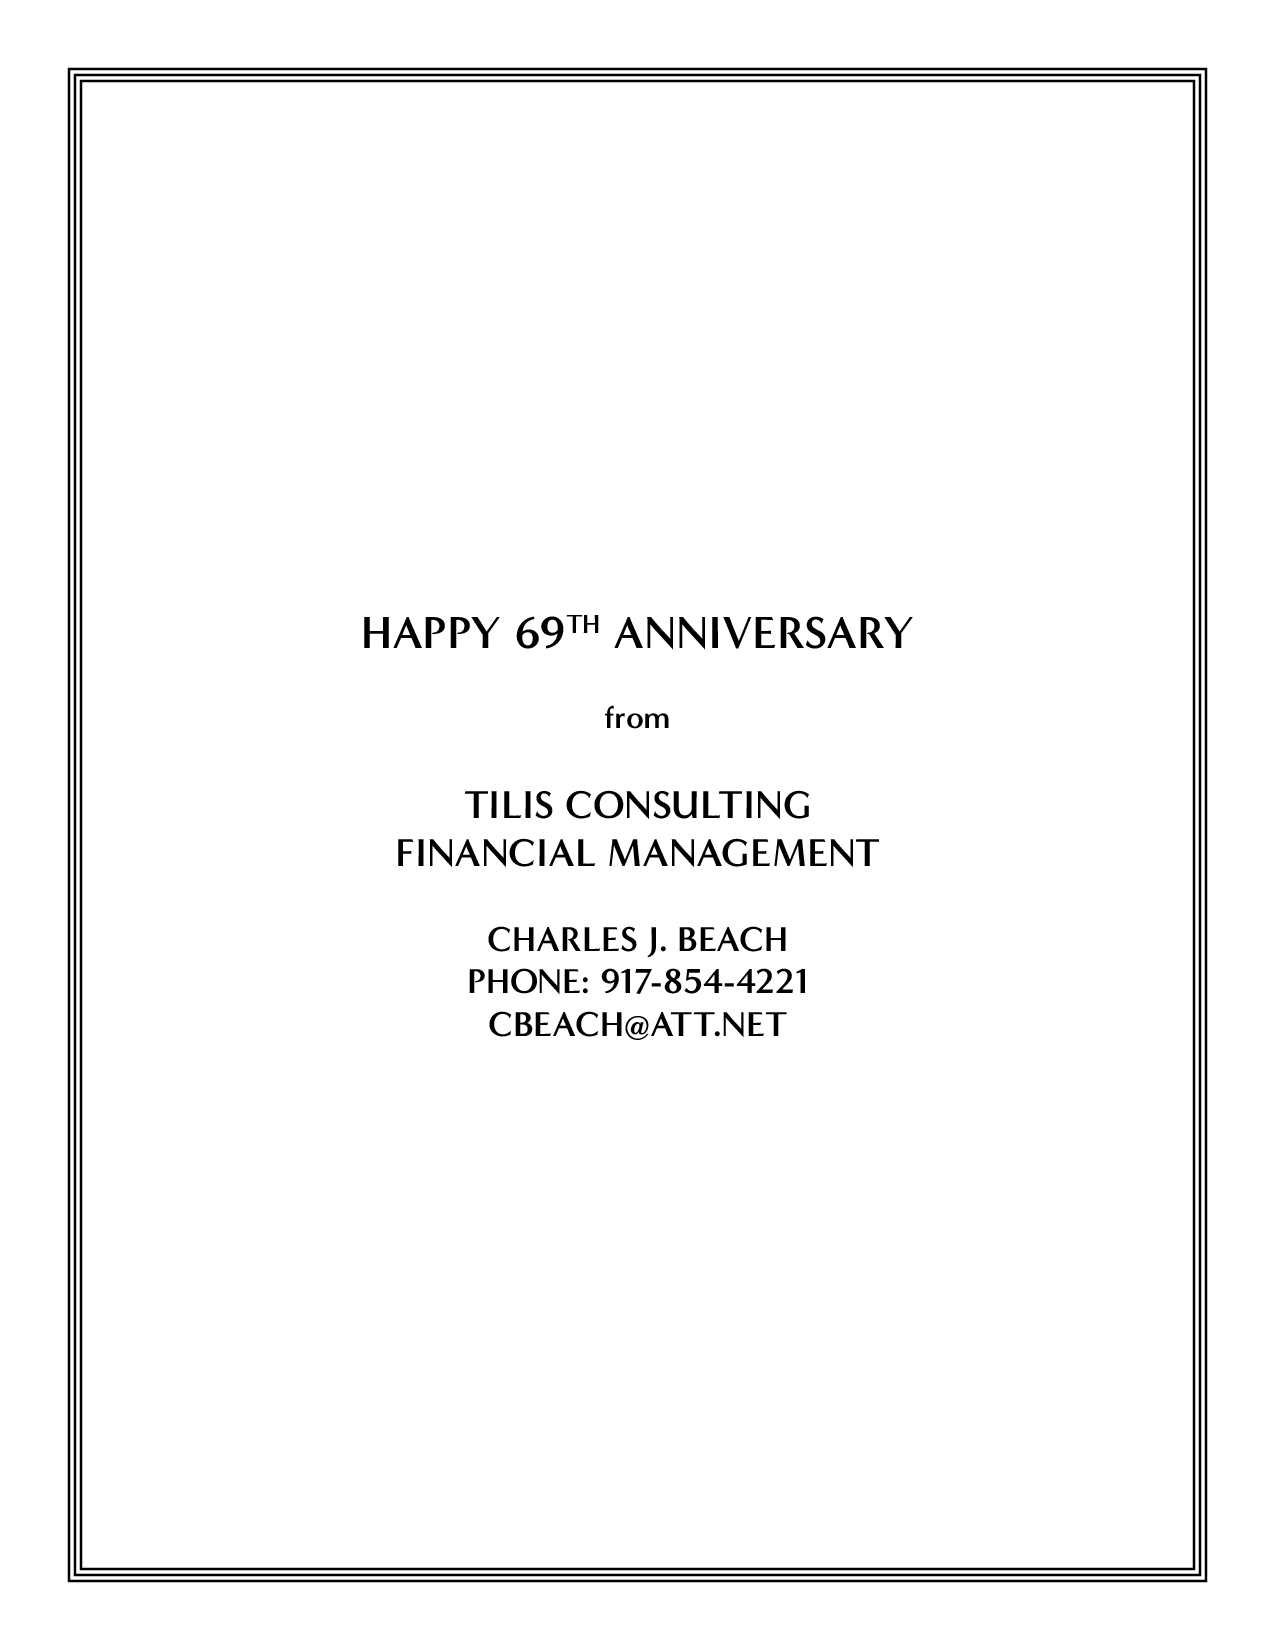 HAPPY 69TH ANNIVERSARY
from
TILIS CONSULTING
FINANCIAL MANAGEMENT
CHARLES J. BEACH
PHONE: 917-854-4221
CBEACH@ATT.NET